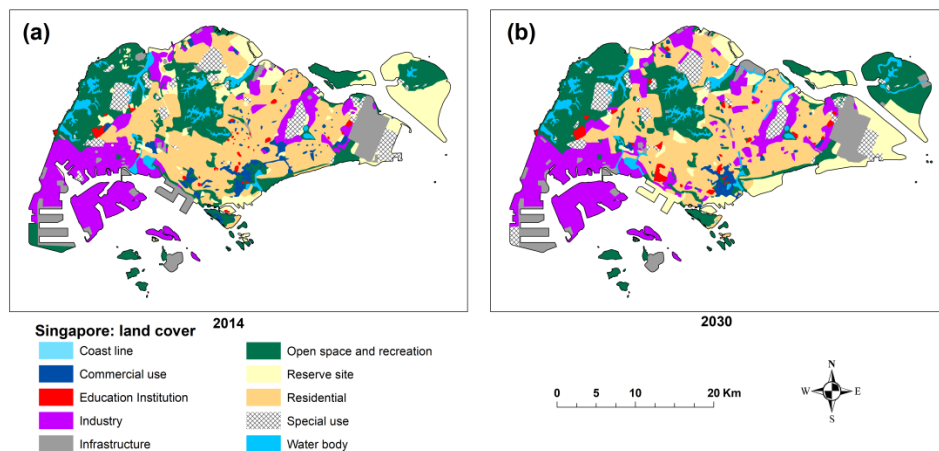 (a)
(b)
2014
2030
Singapore: land cover
Coast line
Commercial use
Education Institution
Industry
Infrastructure
Open space and recreation
Reserve site
Residential
Special use
Water body
0 5 10 20 Km
N
W E
S